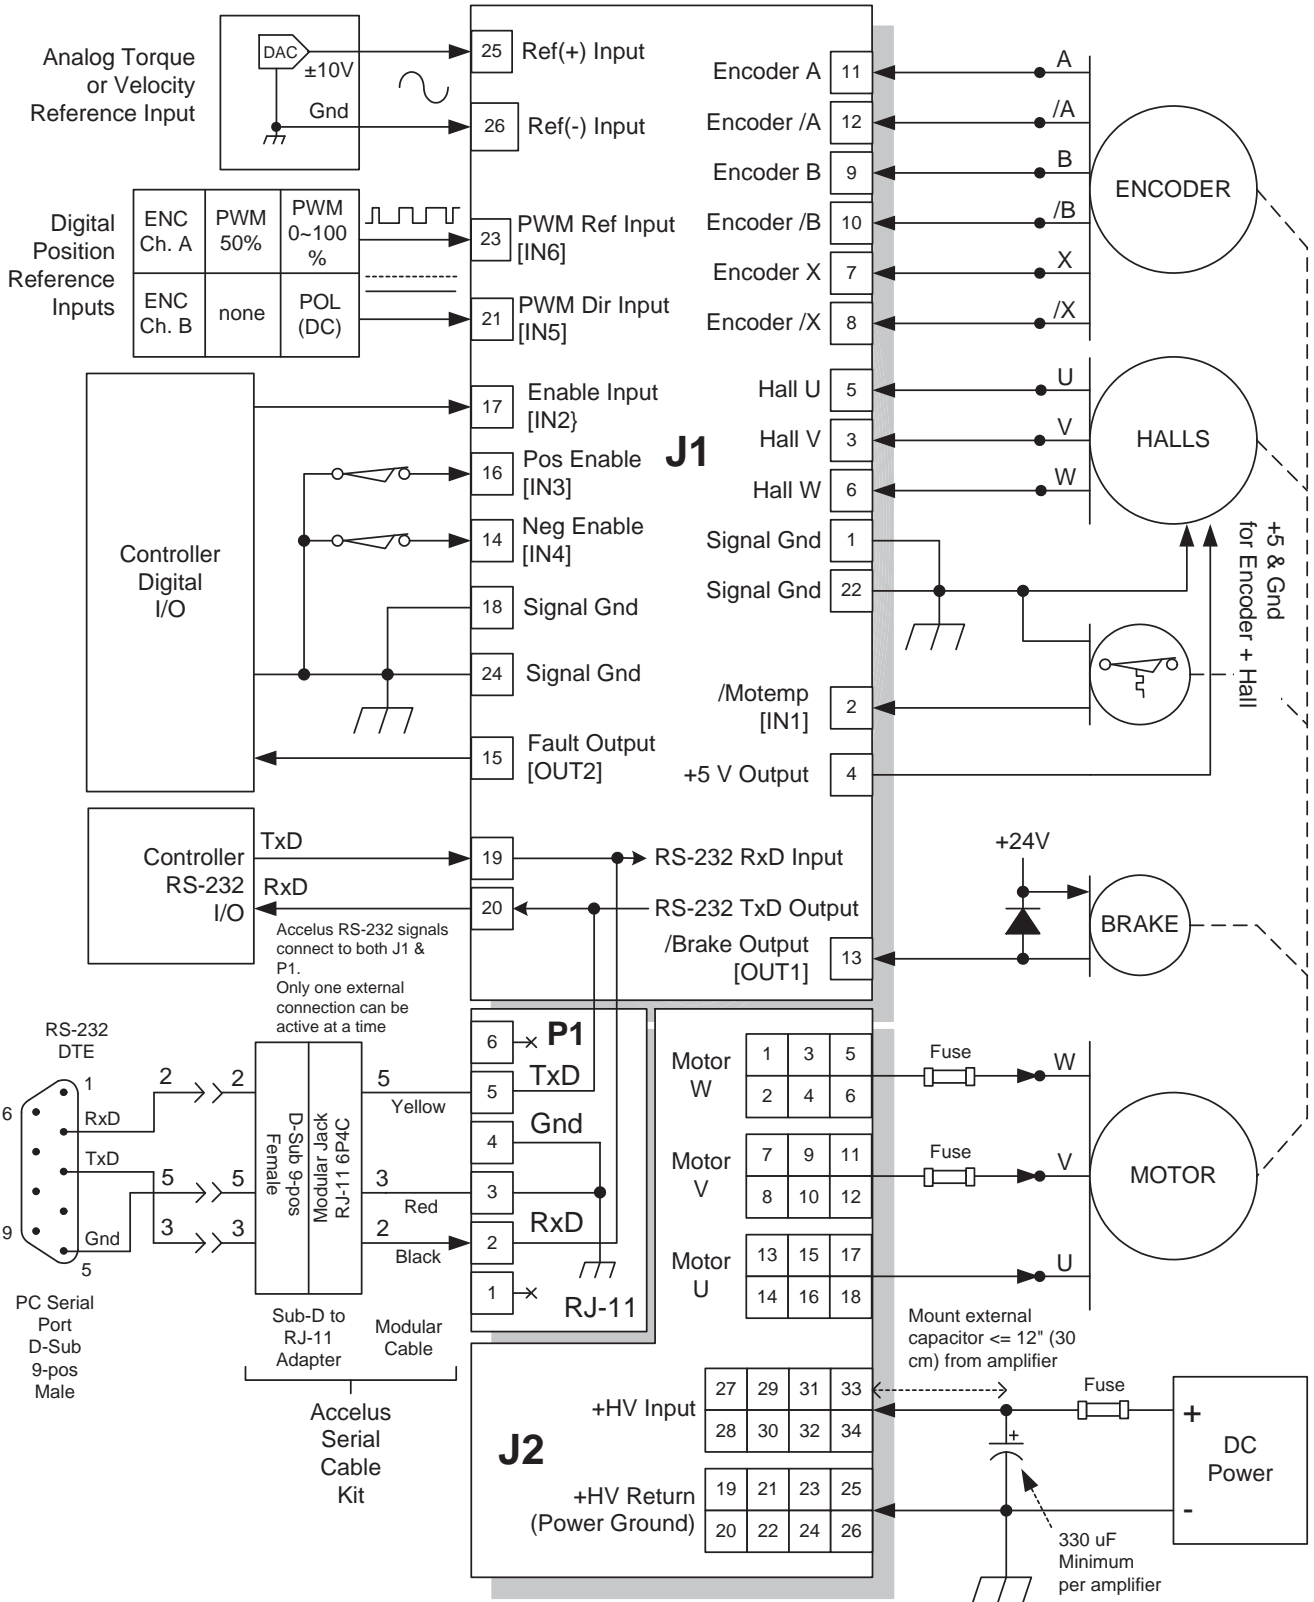 Analog Torque
or Velocity
Reference Input
DAC
±10V
Gnd
25
Ref(+) Input
26
Ref(-) Input
Digital
Position
Reference
Inputs
ENC
Ch. A
PWM
50%
PWM
0~100
%
ENC
Ch. B
none
POL
(DC)
23
PWM Ref Input
[IN6]
21
PWM Dir Input
[IN5]
Controller
Digital
I/O
17
Enable Input
[IN2}
16
Pos Enable
[IN3]
14
Neg Enable
[IN4]
18
Signal Gnd
24
Signal Gnd
15
Fault Output
[OUT2]
J1
Encoder A
11
A
Encoder /A
12
/A
Encoder B
9
B
Encoder /B
10
/B
Encoder X
7
X
Encoder /X
8
/X
ENCODER
Hall U
5
U
Hall V
3
V
Hall W
6
W
HALLS
Signal Gnd
1
Signal Gnd
22
+5 & Gnd
for Encoder + Hall
/Motemp
[IN1]
2
+5 V Output
4
Controller
RS-232
I/O
TxD
RxD
19
RS-232 RxD Input
20
RS-232 TxD Output
/Brake Output
[OUT1]
13
+24V
BRAKE
Accelus RS-232 signals
connect to both J1 &
P1.
Only one external
connection can be
active at a time
RS-232
DTE
1
6
9
5
RxD
TxD
Gnd
2
2
5
5
3
3
D-Sub 9-pos
Female
Modular Jack
RJ-11 6P4C
5
Yellow
3
Red
2
Black
PC Serial
Port
D-Sub
9-pos
Male
Sub-D to
RJ-11
Adapter
Modular
Cable
Accelus
Serial
Cable
Kit
P1
6
5
TxD
4
Gnd
3
2
RxD
1
RJ-11
Motor
W
1 3 5
2 4 6
Fuse
W
Motor
V
7 9 11
8 10 12
Fuse
V
Motor
U
13 15 17
14 16 18
U
MOTOR
Mount external
capacitor <= 12" (30
cm) from amplifier
J2
+HV Input
27 29 31 33
28 30 32 34
Fuse
+HV Return
(Power Ground)
19 21 23 25
20 22 24 26
+
+
DC
Power
-
330 uF
Minimum
per amplifier